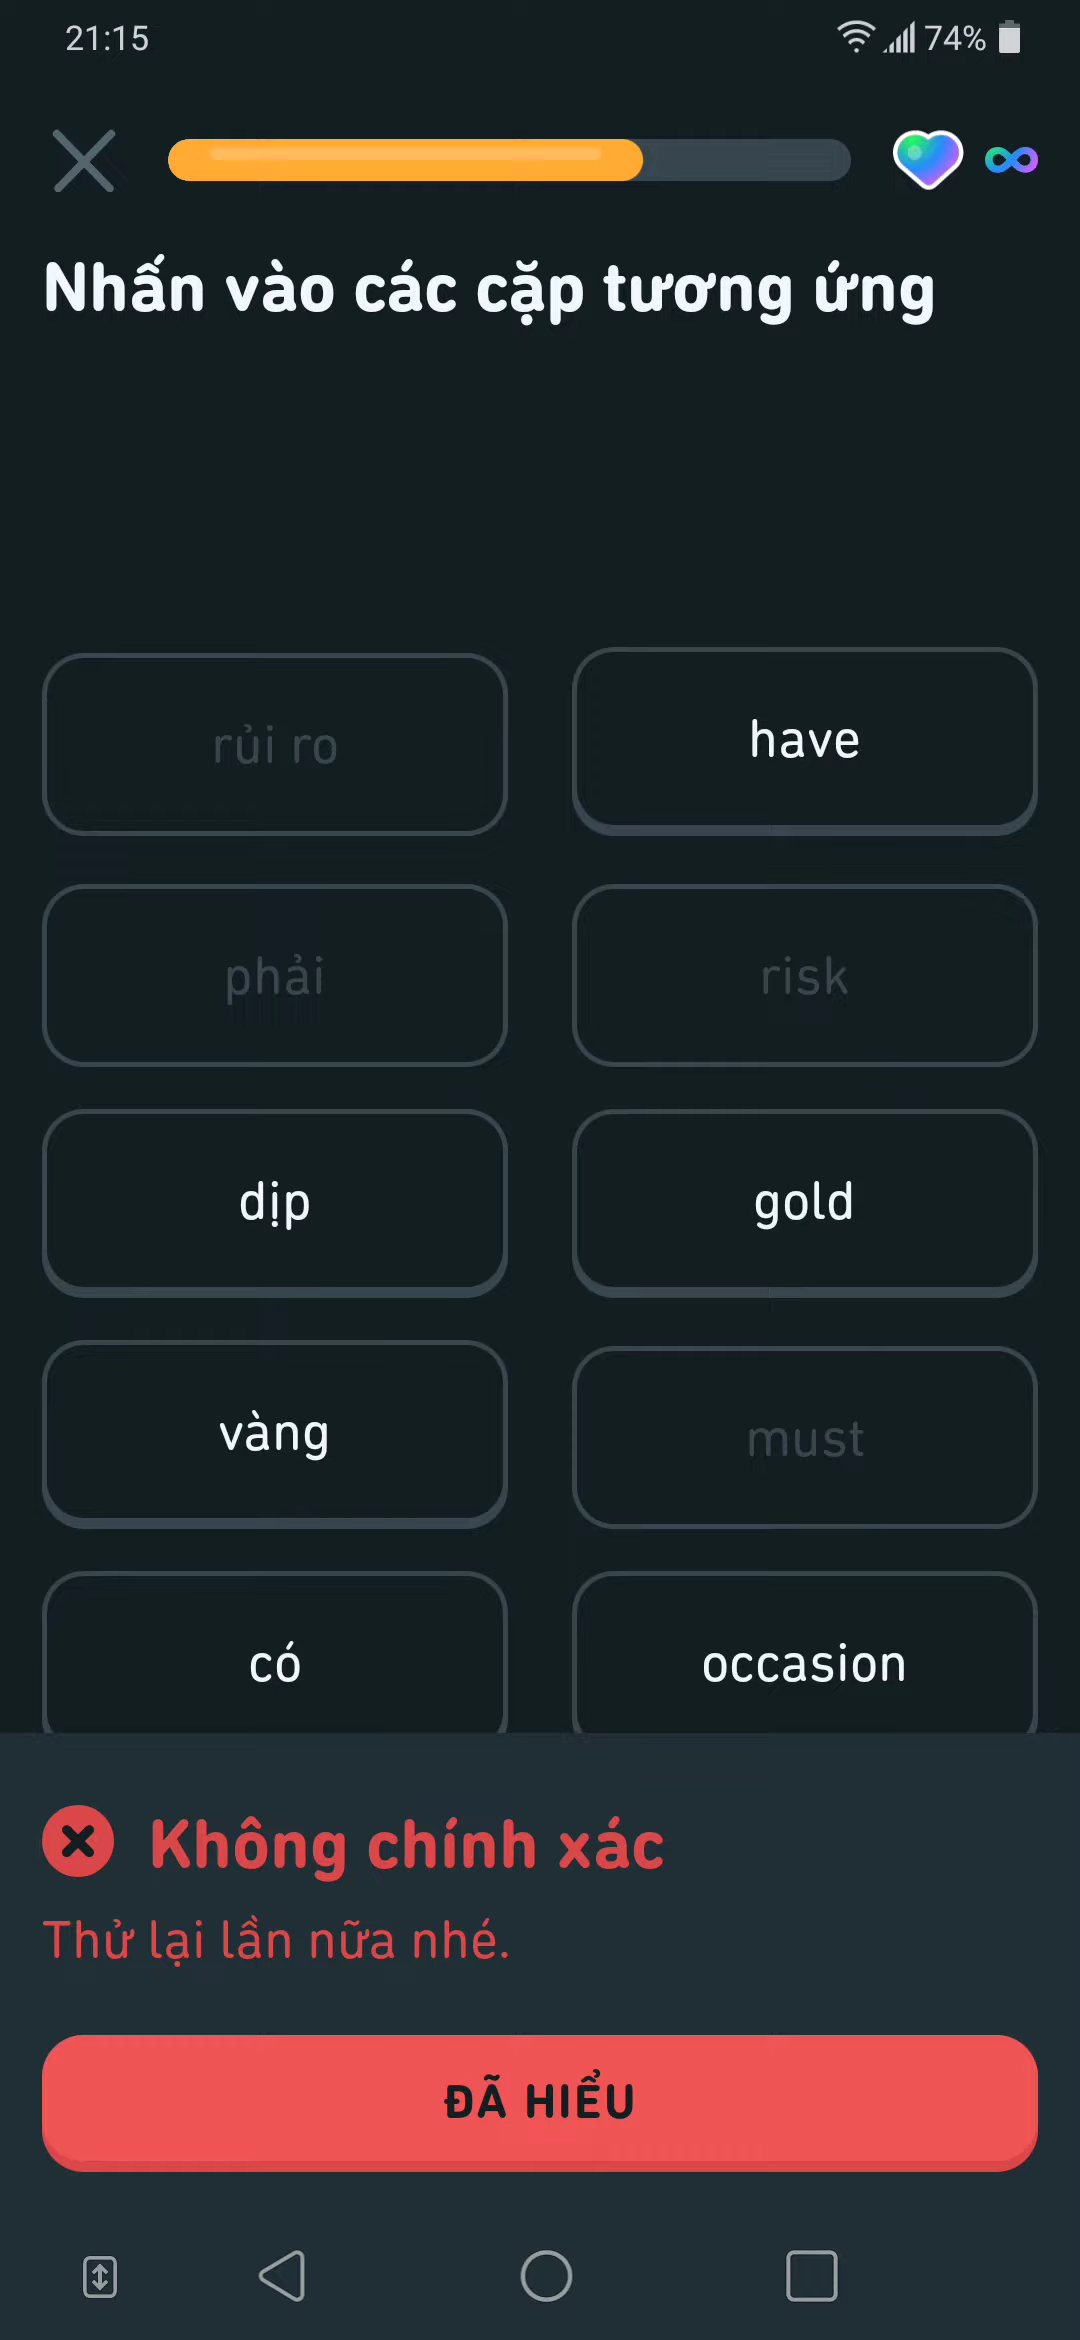 21:15
74%
Nhấn vào các cặp tương ứng
rủi ro
have
phải
risk
dịp
gold
vàng
must
có
occasion
Không chính xác
Thử lại lần nữa nhé.
ĐÃ HIỂU